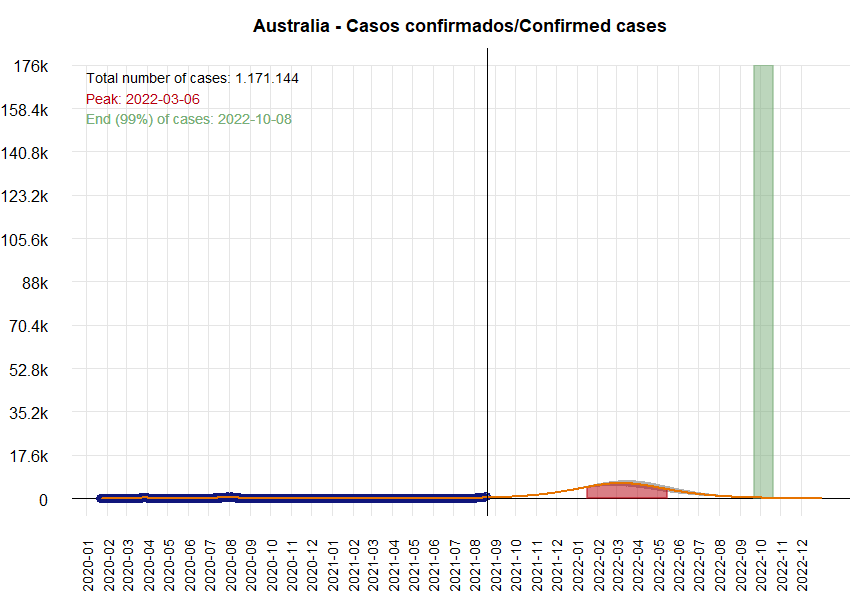 Australia - Casos confirmados/Confirmed cases
176k
158.4k
140.8k
123.2k
105.6k
88k
70.4k
52.8k
35.2k
17.6k
0
Total number of cases: 1.171.144
Peak: 2022-03-06
End (99%) of cases: 2022-10-08
2020-01
2020-02
2020-03
2020-04
2020-05
2020-06
2020-07
2020-08
2020-09
2020-10
2020-11
2020-12
2021-01
2021-02
2021-03
2021-04
2021-05
2021-06
2021-07
2021-08
2021-09
2021-10
2021-11
2021-12
2022-01
2022-02
2022-03
2022-04
2022-05
2022-06
2022-07
2022-08
2022-09
2022-10
2022-11
2022-12